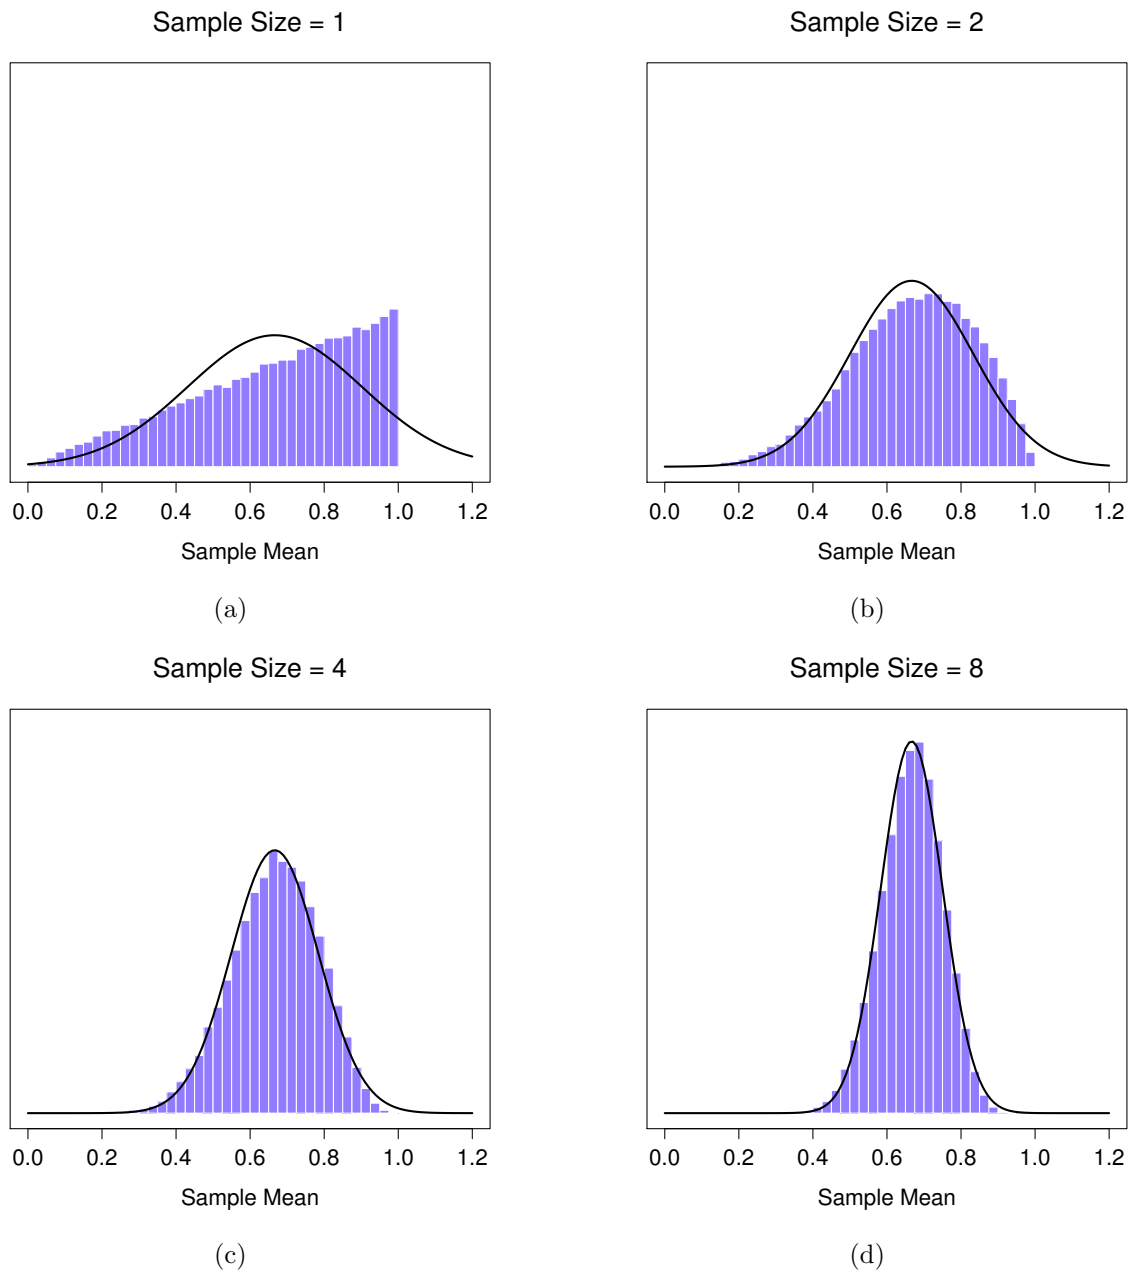 Sample Size = 1
Sample Size = 2
0.0 0.2 0.4 0.6 0.8 1.0 1.2
0.0 0.2 0.4 0.6 0.8 1.0 1.2
Sample Mean
Sample Mean
(a)
(b)
Sample Size = 4
Sample Size = 8
0.0 0.2 0.4 0.6 0.8 1.0 1.2
0.0 0.2 0.4 0.6 0.8 1.0 1.2
Sample Mean
Sample Mean
(c)
(d)